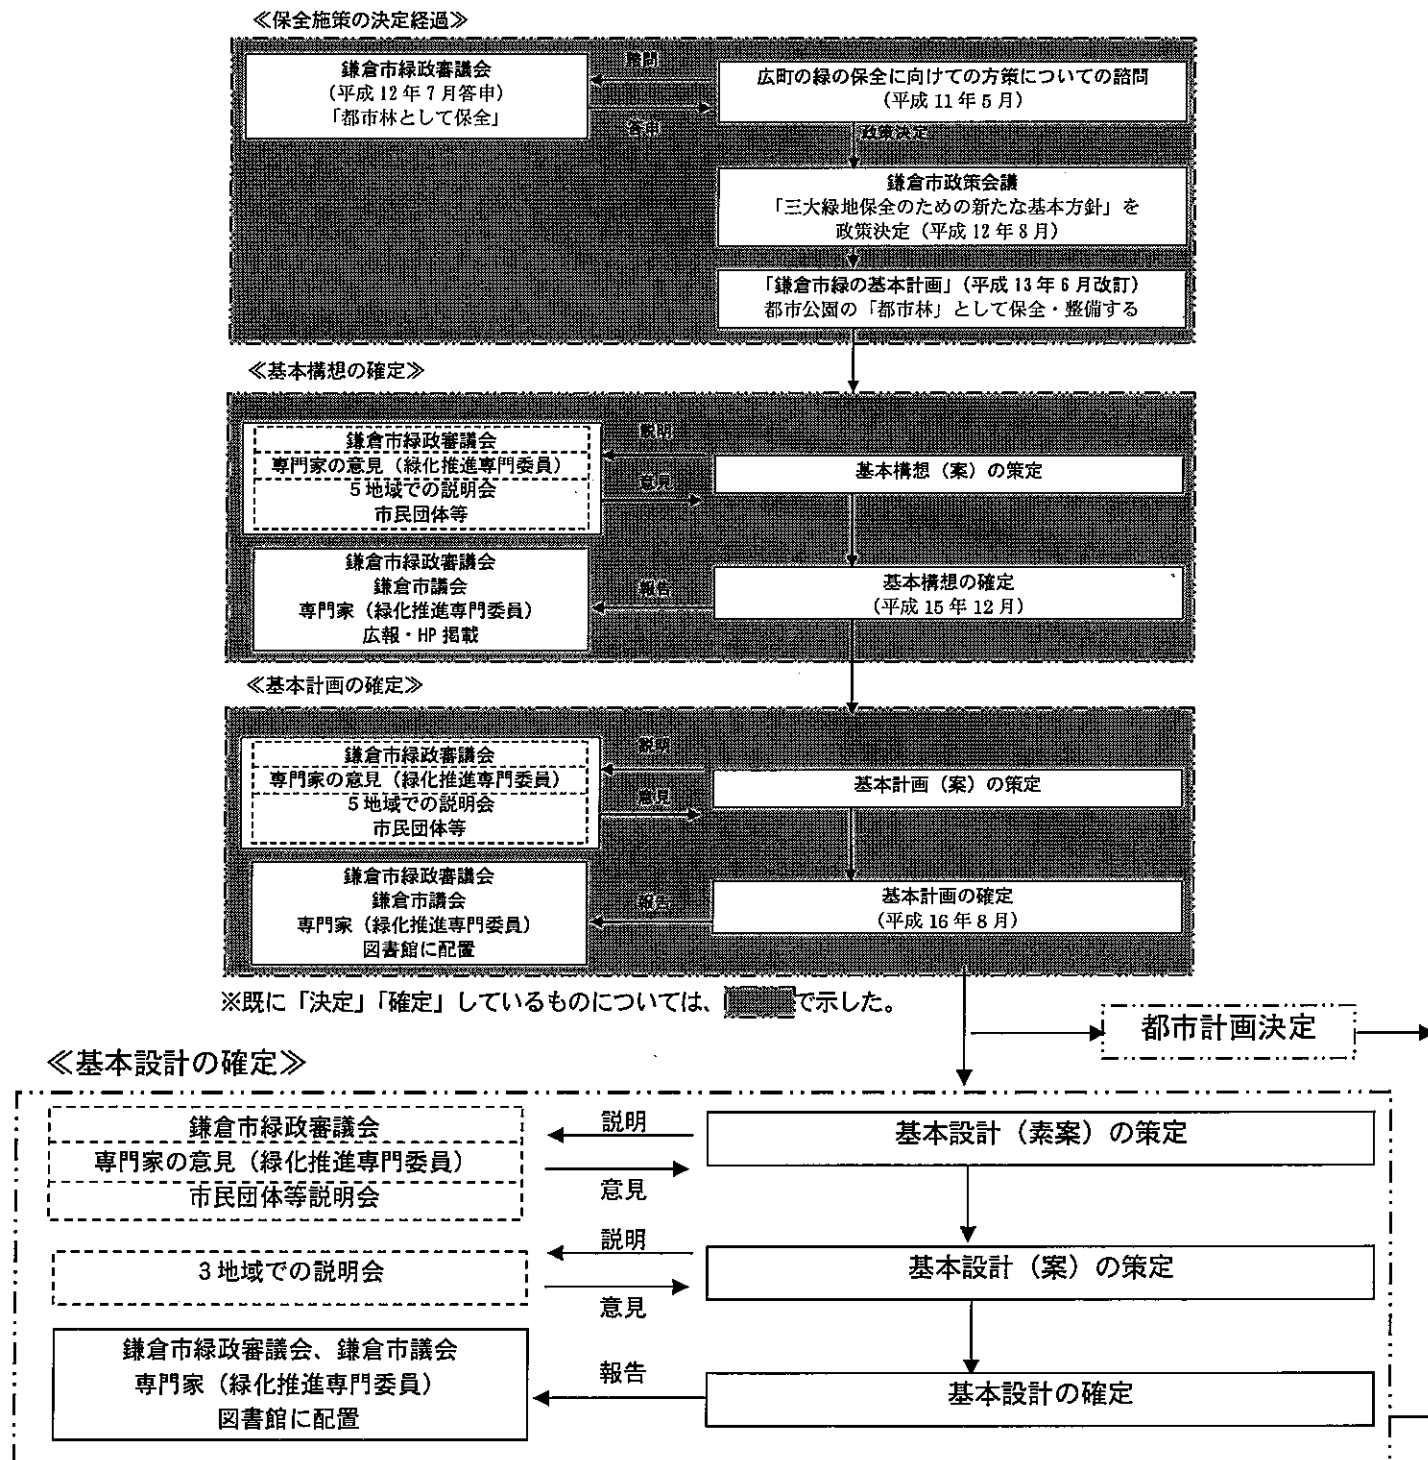 ≪保全施策の決定経過≫
鎌倉市緑政審議会
(平成12年7月答申)
「都市林として保全」
諮問
答申
広町の緑の保全に向けての方策についての諮問
(平成11年5月)
政策決定
鎌倉市政策会議
「三大緑地保全のための新たな基本方針」を
政策決定(平成12年8月)
「鎌倉市緑の基本計画」(平成13年6月改訂)
都市公園の「都市林」として保全・整備する
≪基本構想の確定≫
鎌倉市緑政審議会
専門家の意見(緑化推進専門委員)
5地域での説明会
市民団体等
説明
意見
基本構想(案)の策定
鎌倉市緑政審議会
鎌倉市議会
専門家(緑化推進専門委員)
広報・HP掲載
報告
基本構想の確定
(平成15年12月)
≪基本計画の確定≫
鎌倉市緑政審議会
専門家の意見(緑化推進専門委員)
5地域での説明会
市民団体等
説明
意見
基本計画(案)の策定
鎌倉市緑政審議会
鎌倉市議会
専門家(緑化推進専門委員)
図書館に配置
報告
基本計画の確定
(平成16年8月)
※既に「決定」「確定」しているものについては、で示した。
都市計画決定
≪基本設計の確定≫
鎌倉市緑政審議会
専門家の意見(緑化推進専門委員)
市民団体等説明会
説明
意見
基本設計(素案)の策定
3地域での説明会
説明
意見
基本設計(案)の策定
鎌倉市緑政審議会、鎌倉市議会
専門家(緑化推進専門委員)
図書館に配置
報告
基本設計の確定